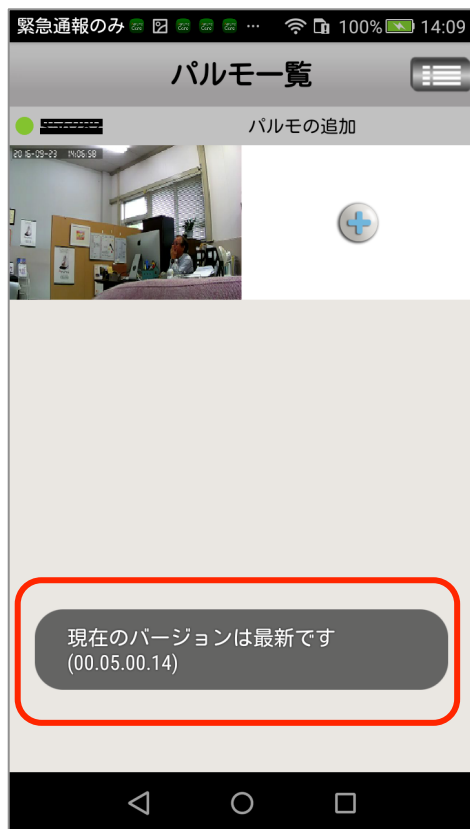 緊急通報のみ ... 100% 14:09
パルモ一覧
パルモの追加
2016-09-23 14:05:58
現在のバージョンは最新です
(00.05.00.14)